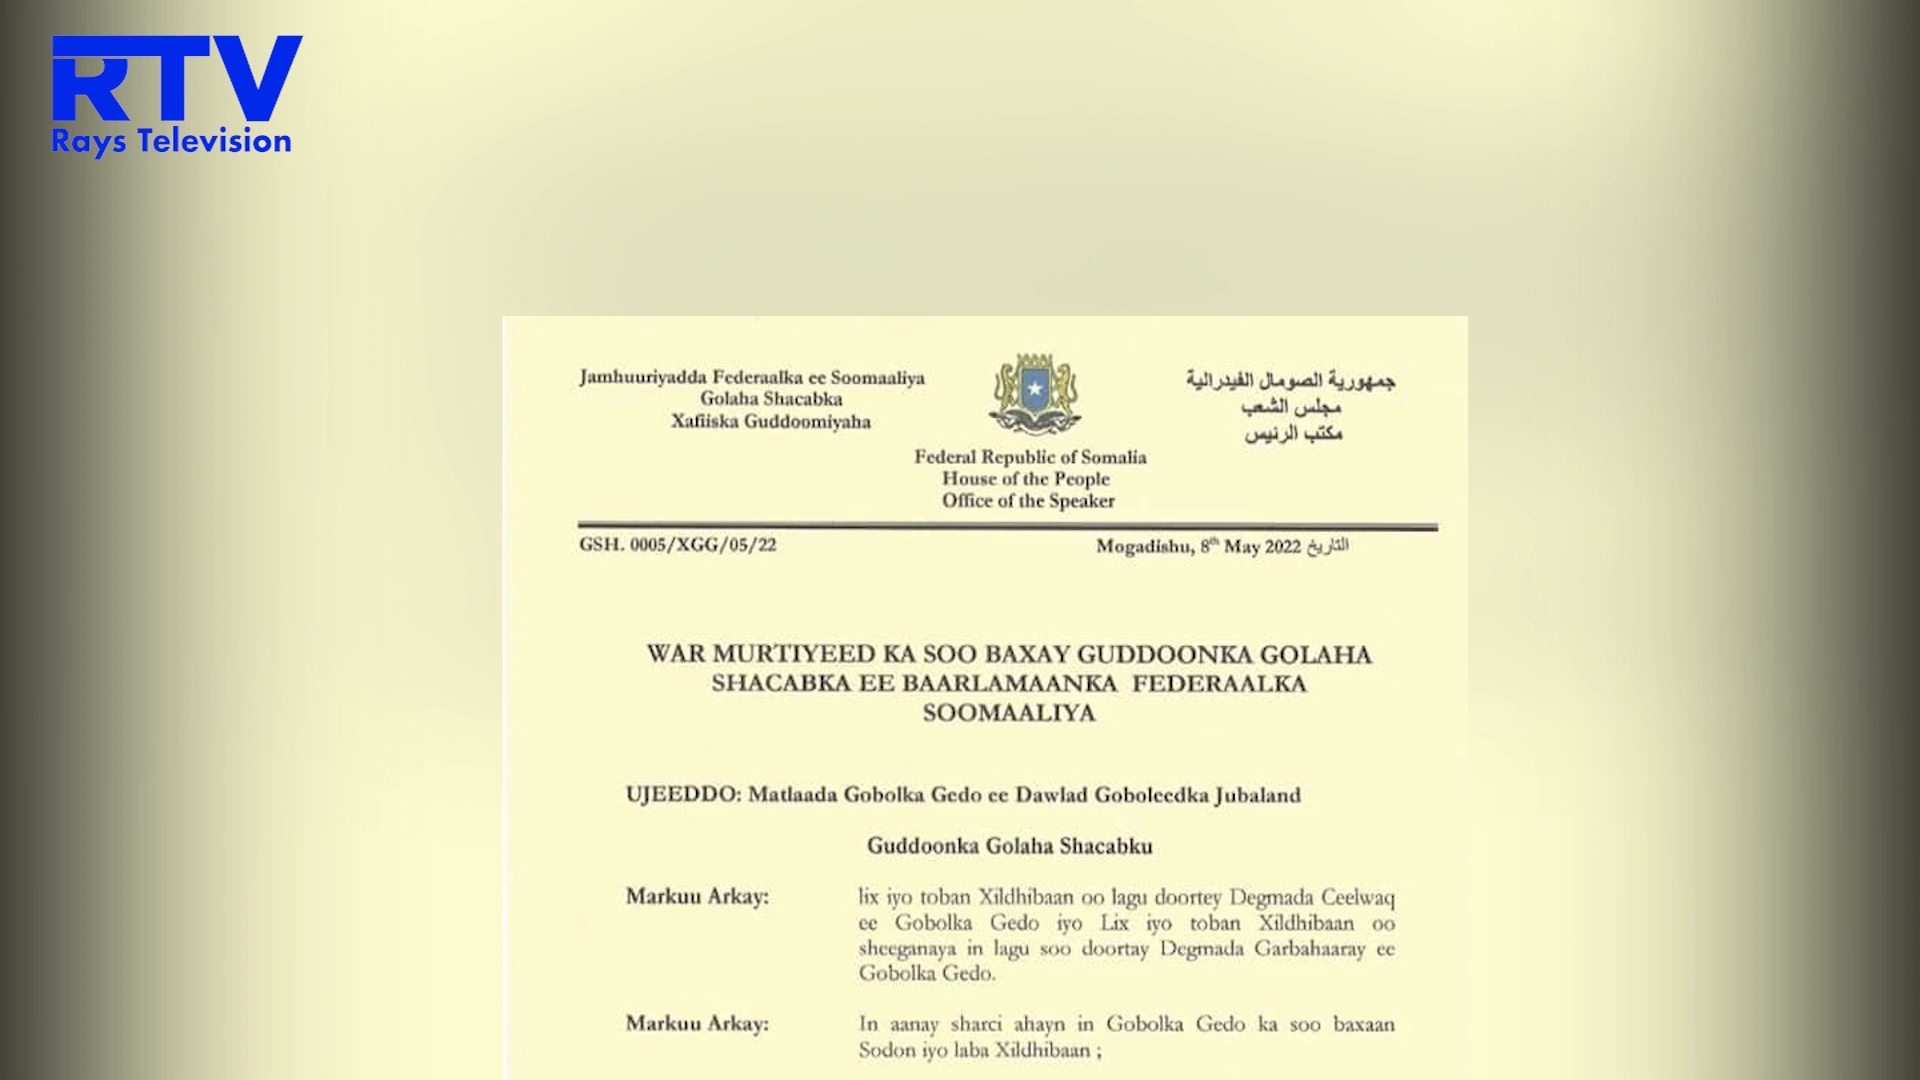 RTV
Rays Television
Jamhuuriyadda Federaalka ee Soomaaliya
Golaha Shacabka
Xafiiska Guddoomiyaha
جمهورية الصومال الفيدرالية
مجلس الشعب
مكتب الرئيس
Federal Republic of Somalia
House of the People
Office of the Speaker
GSH. 0005/XGG/05/22
Mogadishu, 8th May 2022 التاريخ
WAR MURTIYEED KA SOO BAXAY GUDDOONKA GOLAHA
SHACABKA EE BAARLAMAANKA FEDERAALKA
SOOMAALIYA
UJEEDDO: Matlaada Gobolka Gedo ee Dawlad Goboleedka Jubaland
Guddoonka Golaha Shacabku
Markuu Arkay: lix iyo toban Xildhibaan oo lagu doortey Degmada Ceelwaq
ee Gobolka Gedo iyo Lix iyo toban Xildhibaan oo
sheeganaya in lagu soo doortay Degmada Garbahaaray ee
Gobolka Gedo.
Markuu Arkay: In aanay sharci ahayn in Gobolka Gedo ka soo baxaan
Sodon iyo laba Xildhibaan ;